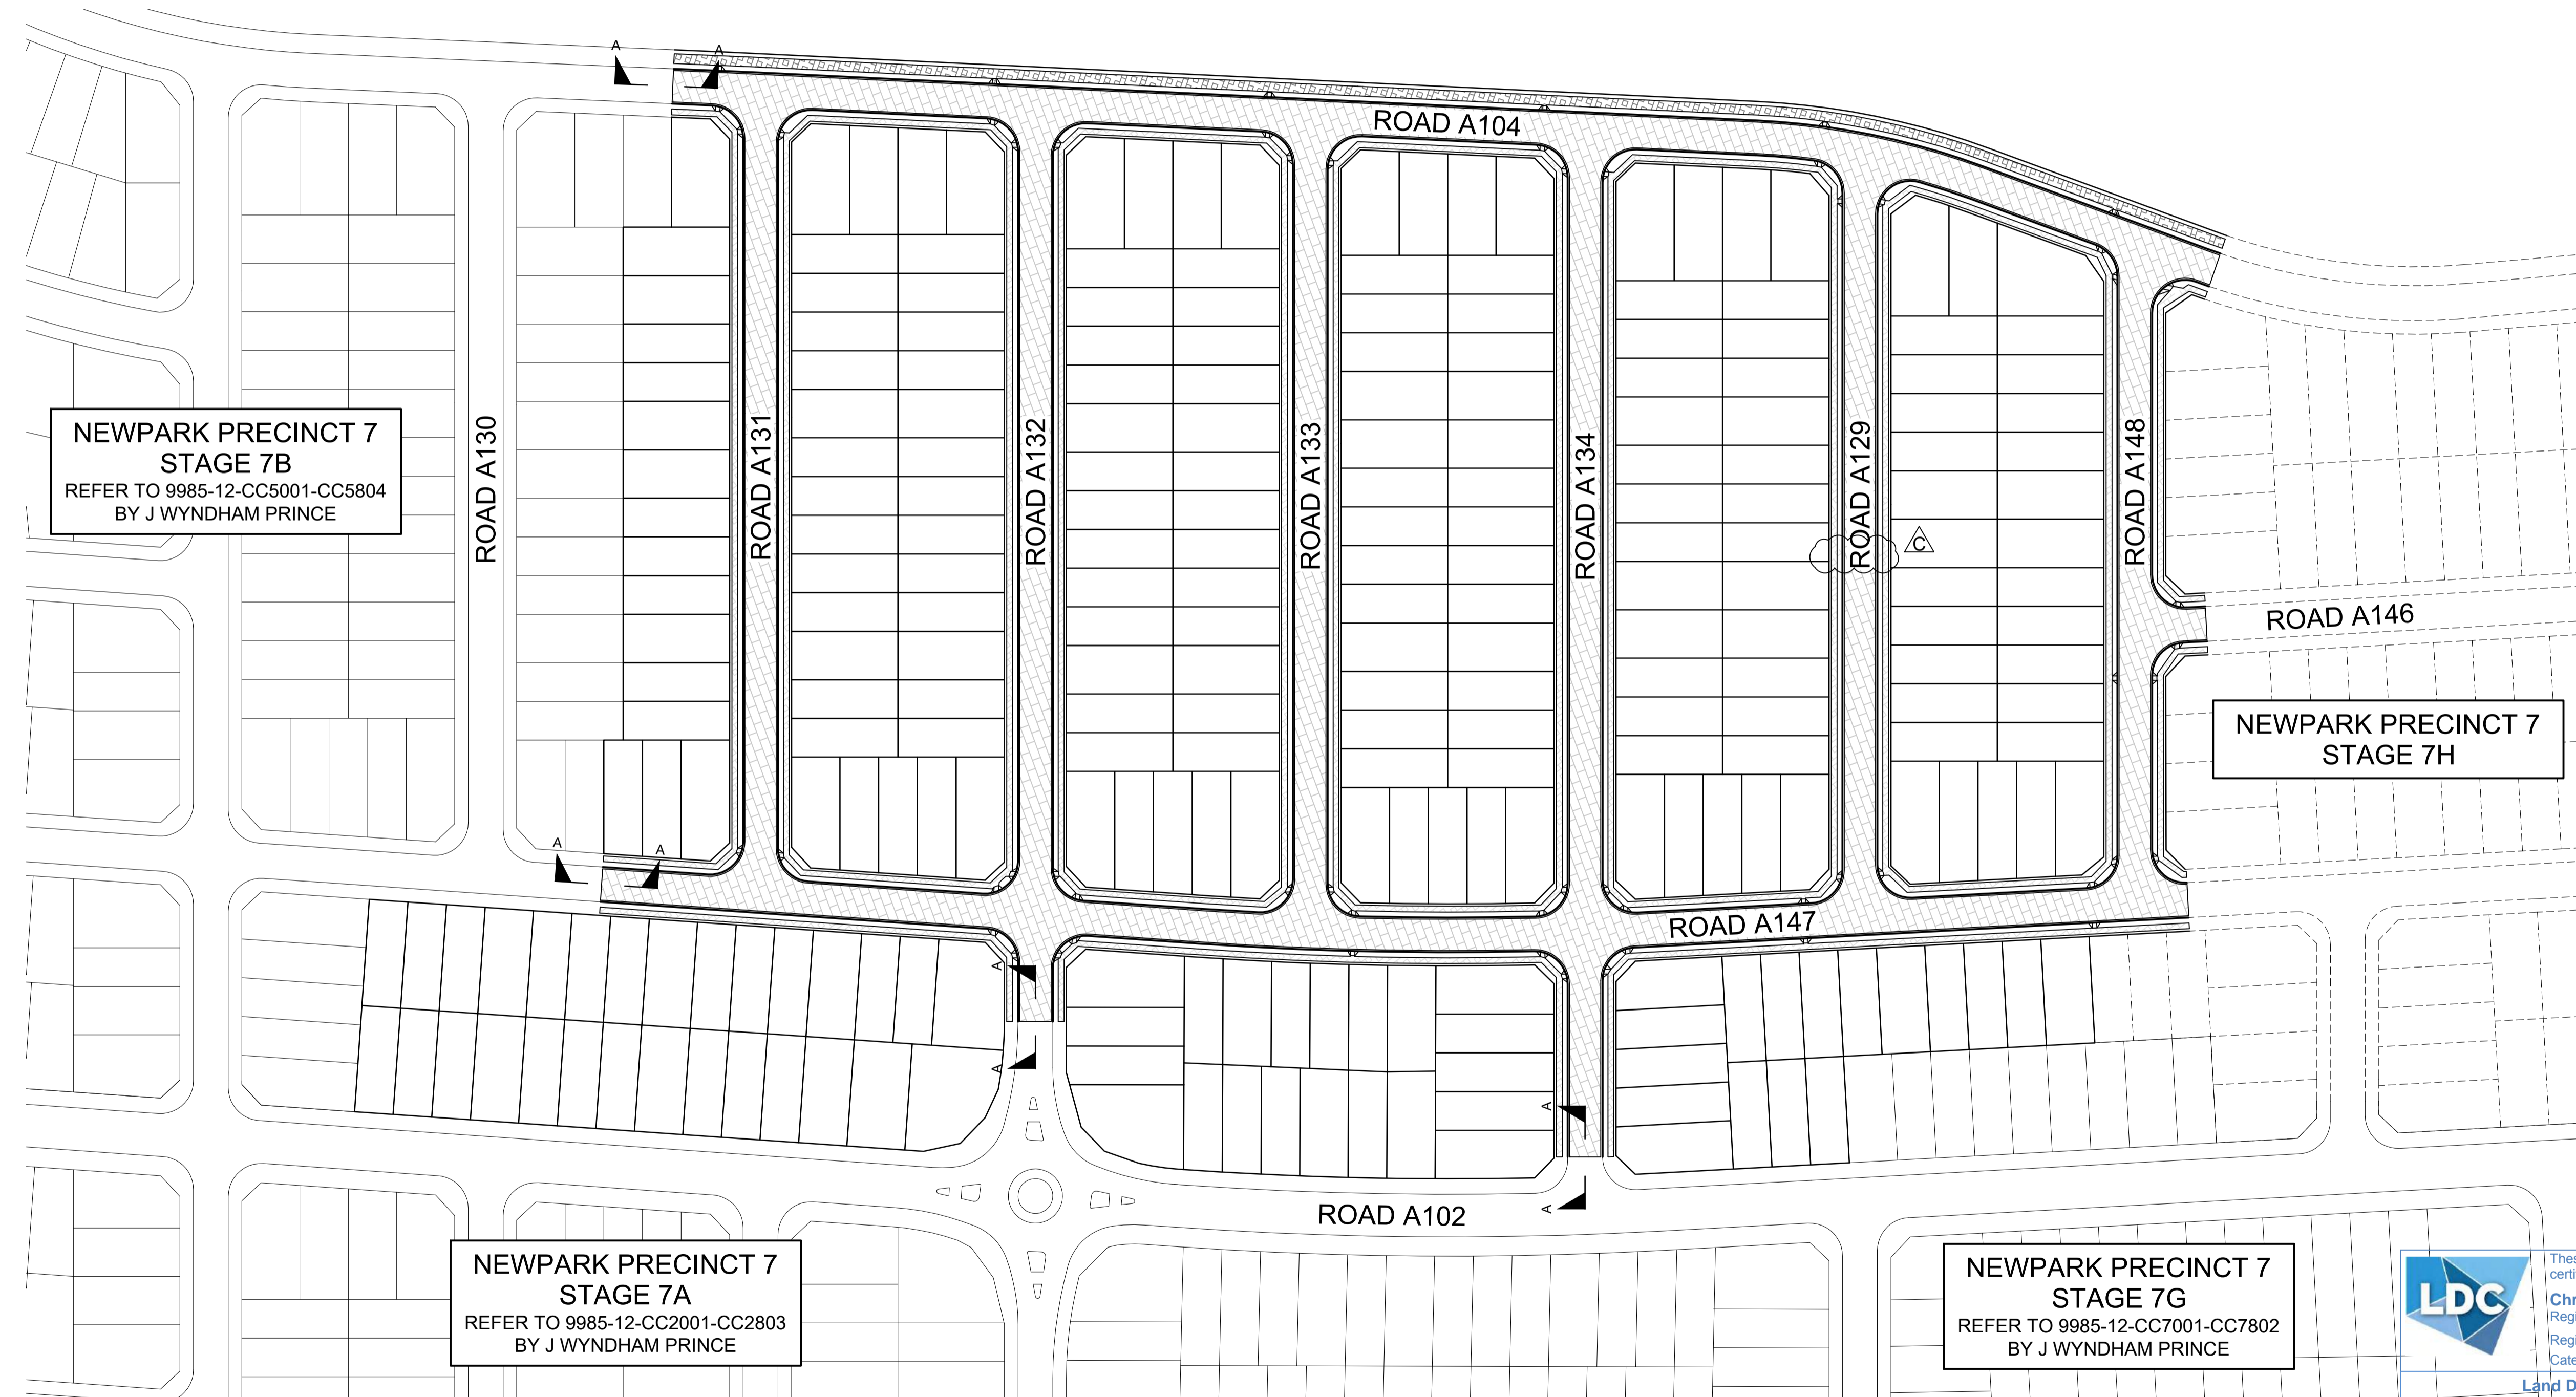 A
A
ROAD A104
NEWPARK PRECINCT 7
STAGE 7B
REFER TO 9985-12-CC5001-CC5804
BY J WYNDHAM PRINCE
ROAD A130
ROAD A131
ROAD A132
ROAD A133
ROAD A134
ROAD A129
C
ROAD A148
ROAD A146
NEWPARK PRECINCT 7
STAGE 7H
A
A
ROAD A147
A
A
A
A
ROAD A102
NEWPARK PRECINCT 7
STAGE 7A
REFER TO 9985-12-CC2001-CC2803
BY J WYNDHAM PRINCE
NEWPARK PRECINCT 7
STAGE 7G
REFER TO 9985-12-CC7001-CC7802
BY J WYNDHAM PRINCE
LDC
Land D